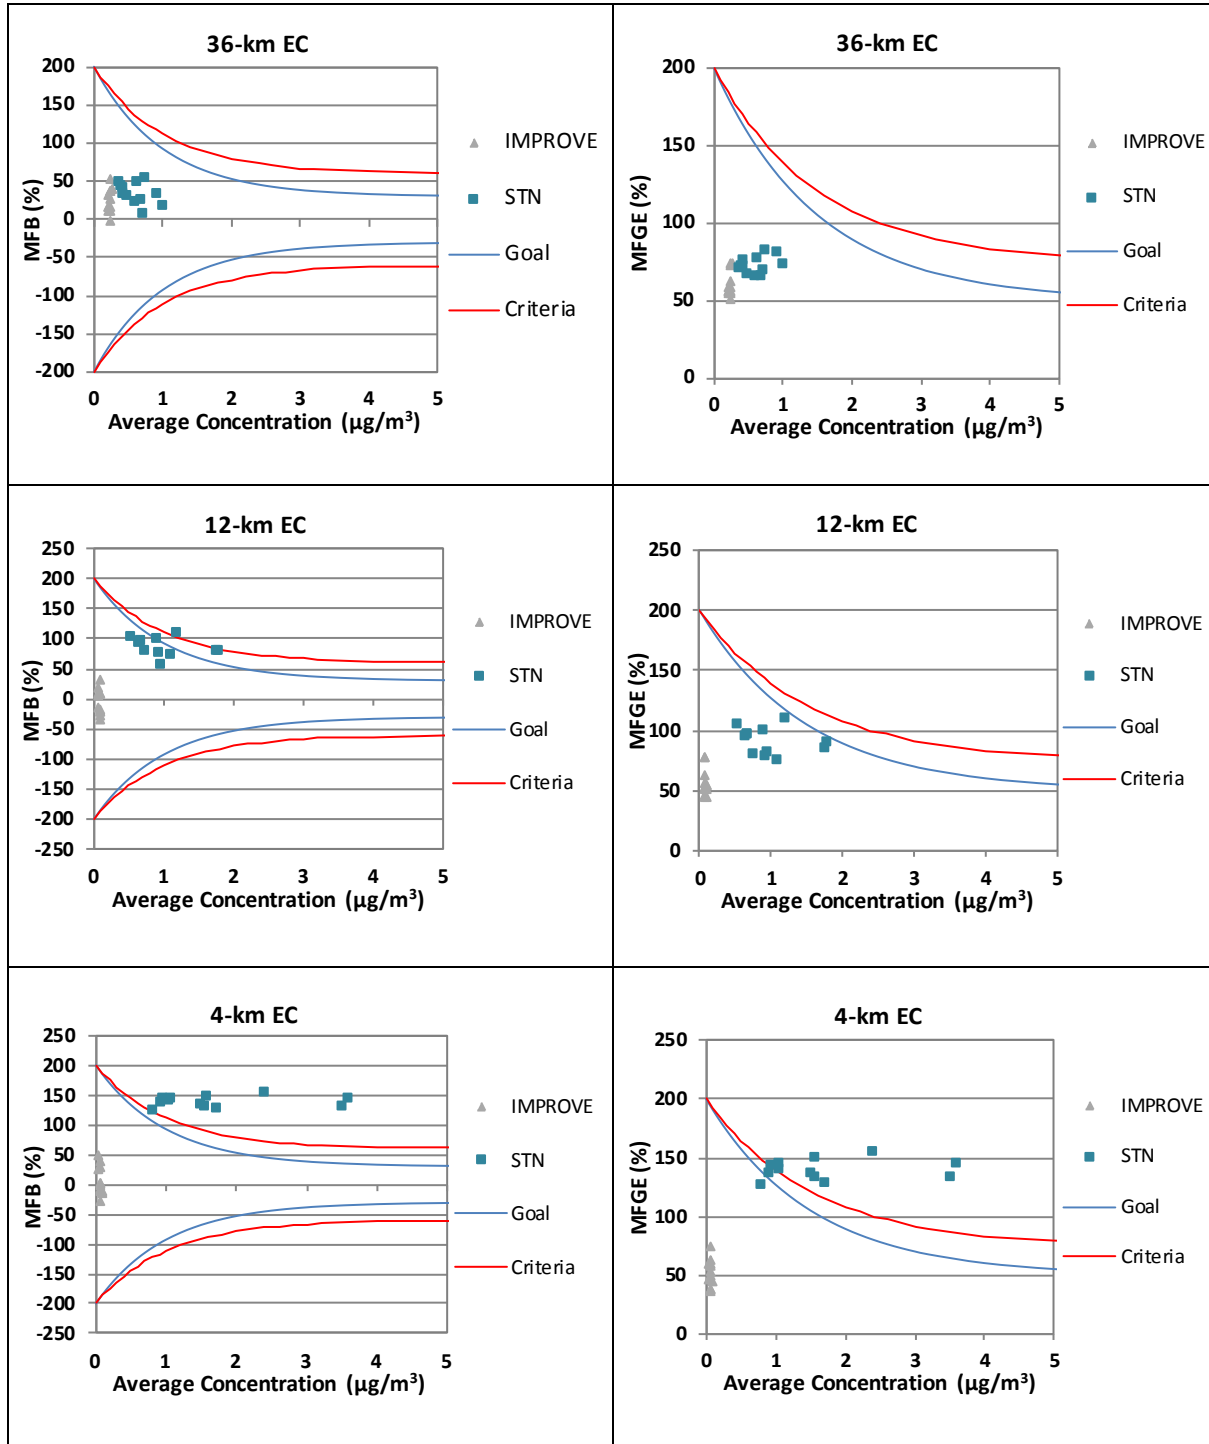 36-km EC
MFB (%)
200
150
100
50
0
-50
-100
-150
-200
0 1 2 3 4 5
Average Concentration (µg/m³)
IMPROVE
STN
Goal
Criteria
36-km EC
MFGE (%)
200
150
100
50
0
0 1 2 3 4 5
Average Concentration (µg/m³)
IMPROVE
STN
Goal
Criteria
12-km EC
MFB (%)
250
200
150
100
50
0
-50
-100
-150
-200
-250
0 1 2 3 4 5
Average Concentration (µg/m³)
IMPROVE
STN
Goal
Criteria
12-km EC
MFGE (%)
250
200
150
100
50
0
0 1 2 3 4 5
Average Concentration (µg/m³)
IMPROVE
STN
Goal
Criteria
4-km EC
MFB (%)
250
200
150
100
50
0
-50
-100
-150
-200
-250
0 1 2 3 4 5
Average Concentration (µg/m³)
IMPROVE
STN
Goal
Criteria
4-km EC
MFGE (%)
250
200
150
100
50
0
0 1 2 3 4 5
Average Concentration (µg/m³)
IMPROVE
STN
Goal
Criteria